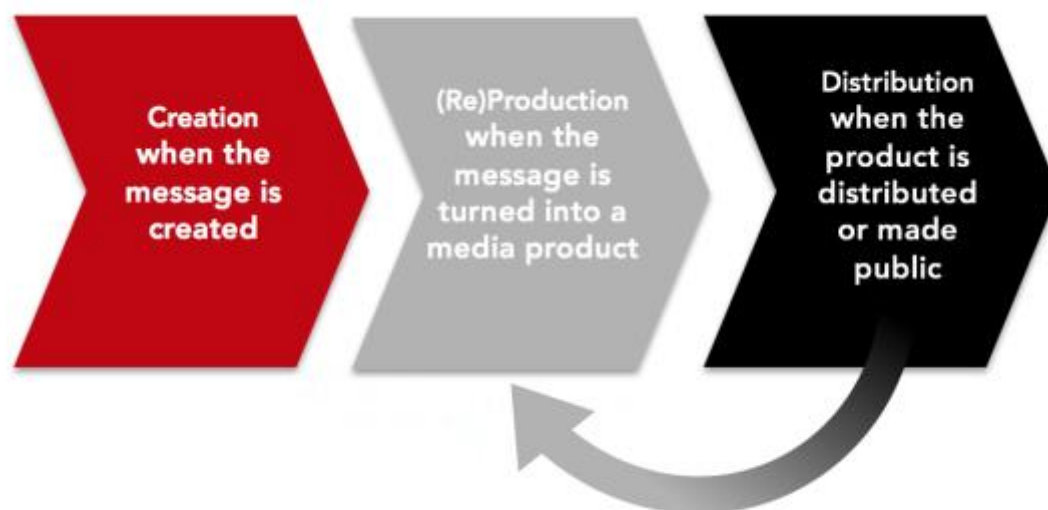 Creation
when the
message is
created
(Re)Production
when the
message is
turned into a
media product
Distribution
when the
product is
distributed
or made
public